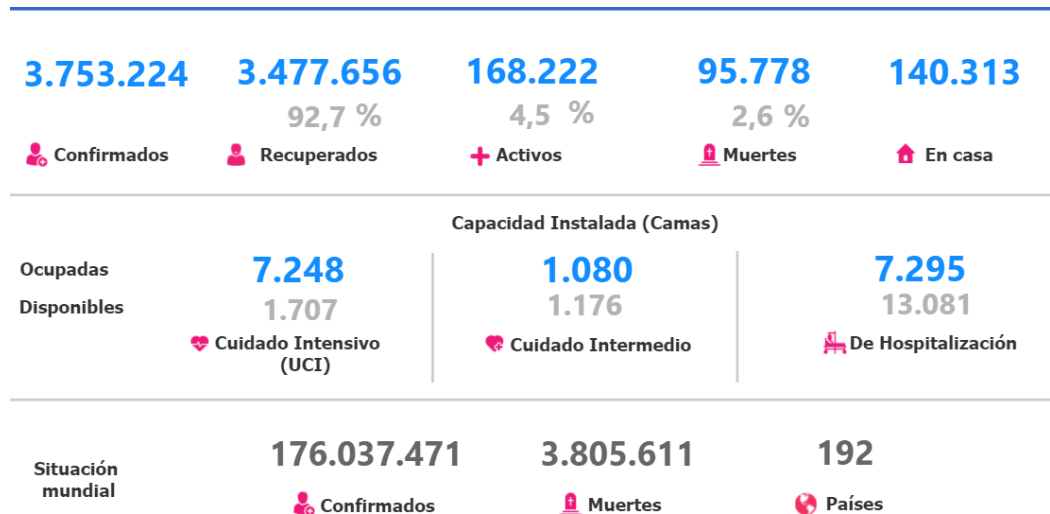 3.753.224 3.477.656 168.222 95.778 140.313
92,7 % 4,5 % 2,6 %
Confirmados Recuperados Activos Muertes En casa
Capacidad Instalada (Camas)
Ocupadas 7.248 1.080 7.295
Disponibles 1.707 1.176 13.081
Cuidado Intensivo Cuidado Intermedio De Hospitalización
(UCI)
176.037.471 3.805.611 192
Situación
mundial
Confirmados Muertes Países